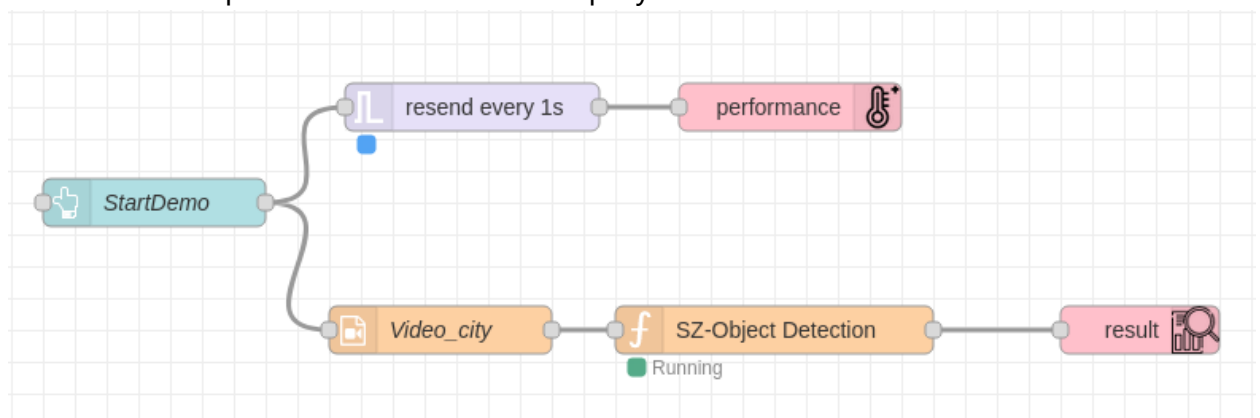 resend every 1s
performance
StartDemo
Video_city
SZ-Object Detection
result
Running